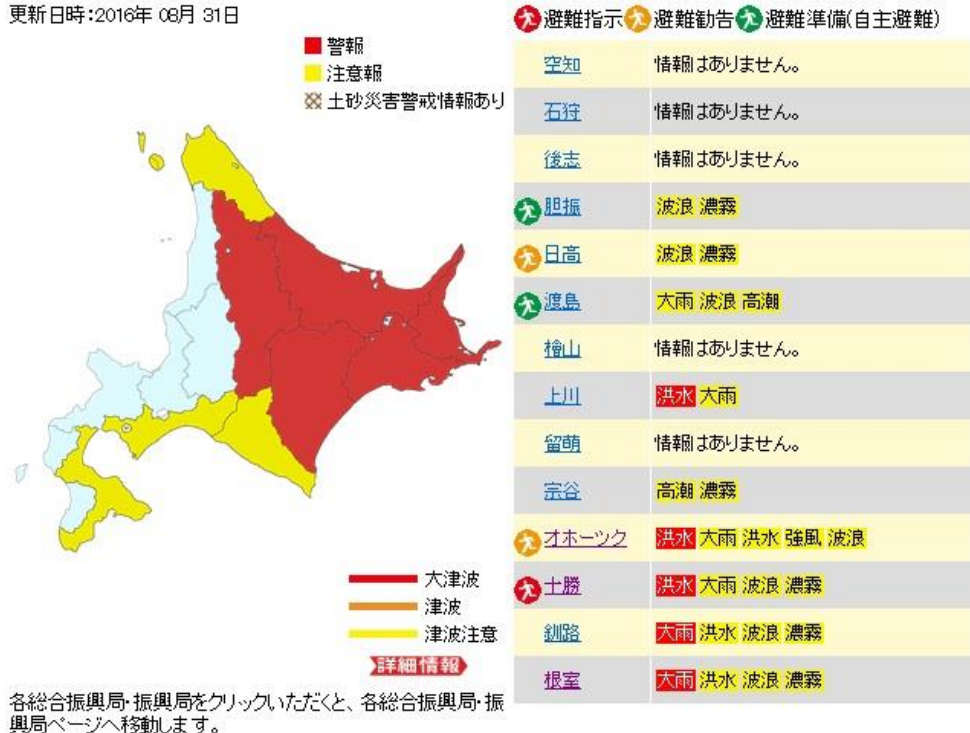 更新日時:2016年 08月 31日
警報
注意報
土砂災害警戒情報あり
大津波
津波
津波注意
詳細情報
各総合振興局・振興局をクリックいただくと、各総合振興局・振
興局ページへ移動します。
避難指示 避難勧告 避難準備(自主避難)
空知 情報はありません。
石狩 情報はありません。
後志 情報はありません。
胆振 波浪 濃霧
日高 波浪 濃霧
渡島 大雨 波浪 高潮
檜山 情報はありません。
上川 洪水 大雨
留萌 情報はありません。
宗谷 高潮 濃霧
オホーツク 洪水 大雨 洪水 強風 波浪
十勝 洪水 大雨 波浪 濃霧
釧路 大雨 洪水 波浪 濃霧
根室 大雨 洪水 波浪 濃霧